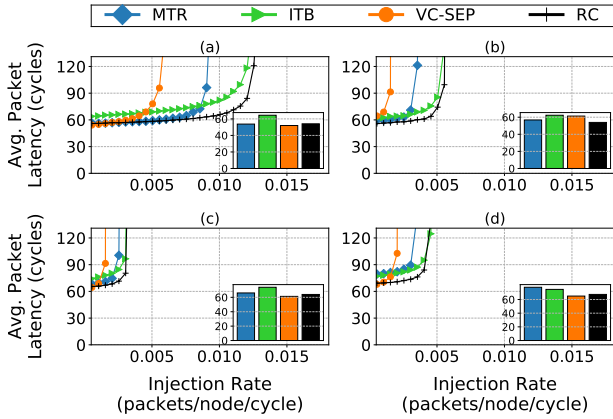 MTR ITB VC-SEP RC
(a) (b)
Avg. Packet
Latency (cycles)
120
90
60
30
0
60
40
20
0
0.005 0.010 0.015
120
90
60
30
0
60
40
20
0
0.005 0.010 0.015
(c) (d)
Avg. Packet
Latency (cycles)
120
90
60
30
0
60
40
20
0
0.005 0.010 0.015
120
90
60
30
0
60
40
20
0
0.005 0.010 0.015
Injection Rate
(packets/node/cycle)
Injection Rate
(packets/node/cycle)